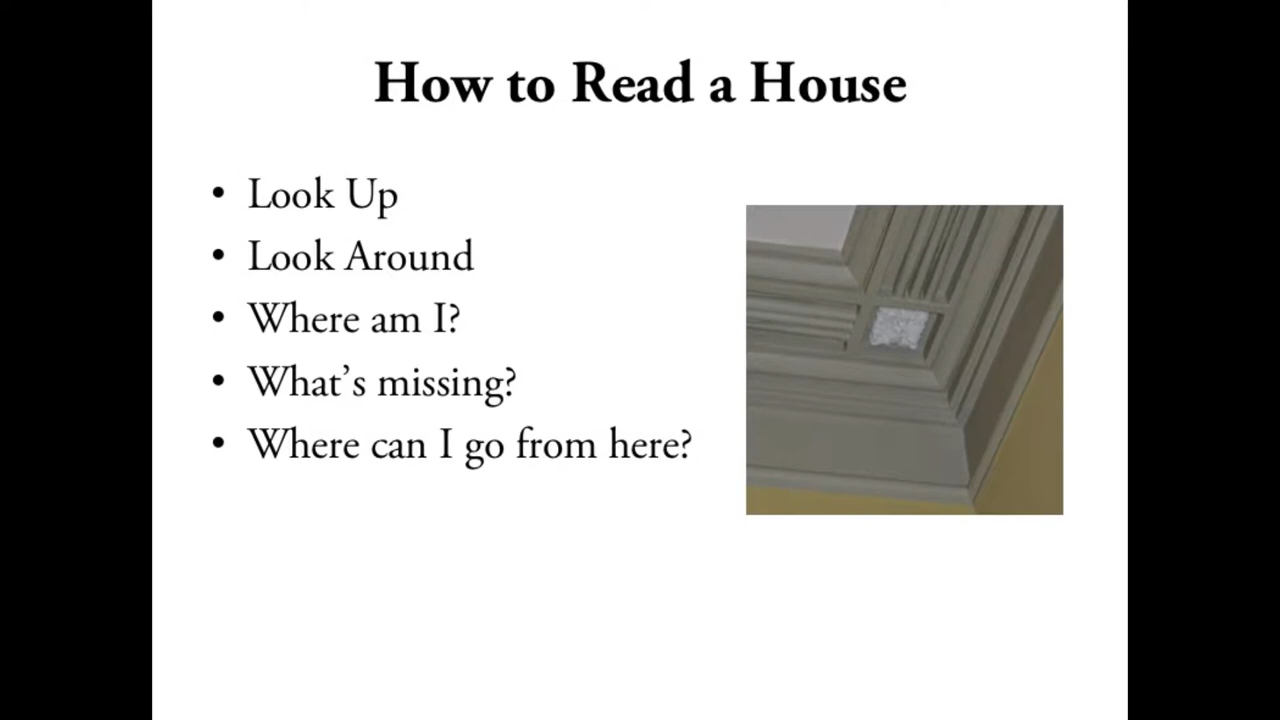 How to Read a House
• Look Up
• Look Around
• Where am I?
• What’s missing?
• Where can I go from here?